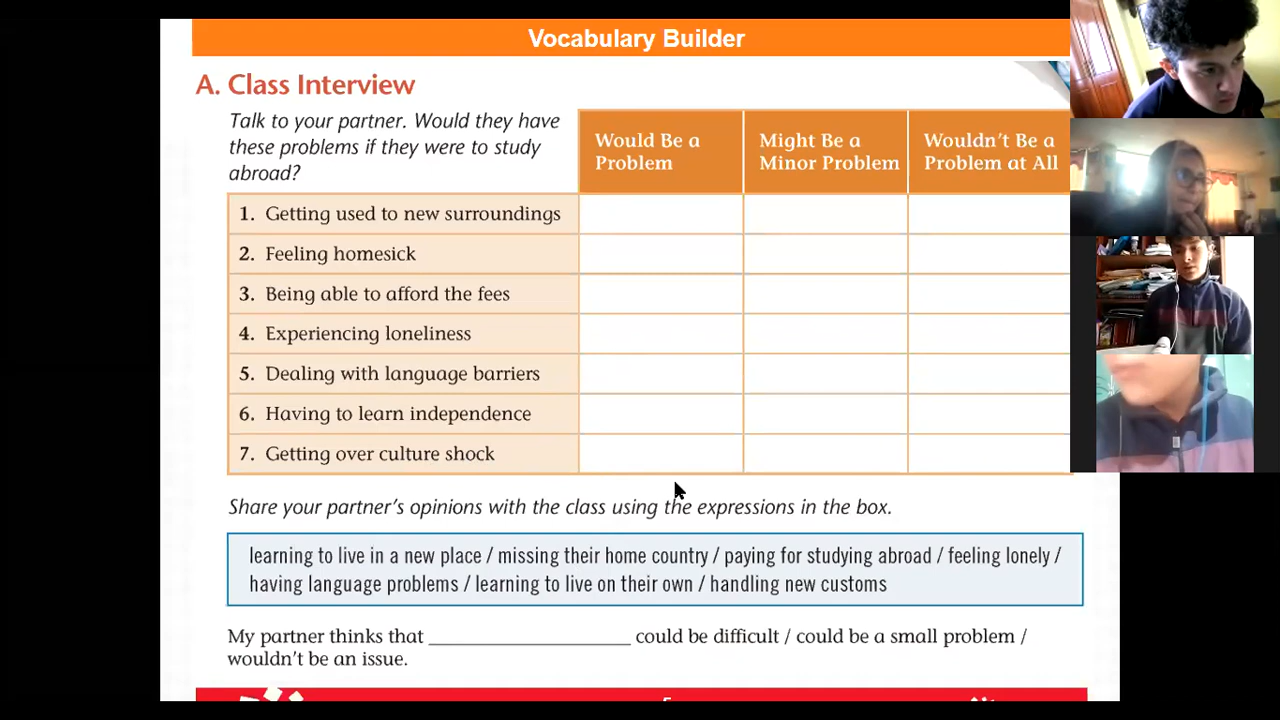 Vocabulary Builder
A. Class Interview
Talk to your partner. Would they have
these problems if they were to study
abroad?
Would Be a
Problem
Might Be a
Minor Problem
Wouldn't Be a
Problem at All
1. Getting used to new surroundings
2. Feeling homesick
3. Being able to afford the fees
4. Experiencing loneliness
5. Dealing with language barriers
6. Having to learn independence
7. Getting over culture shock
Share your partner's opinions with the class using the expressions in the box.
learning to live in a new place / missing their home country / paying for studying abroad / feeling lonely /
having language problems / learning to live on their own / handling new customs
My partner thinks that ____________________ could be difficult / could be a small problem /
wouldn't be an issue.